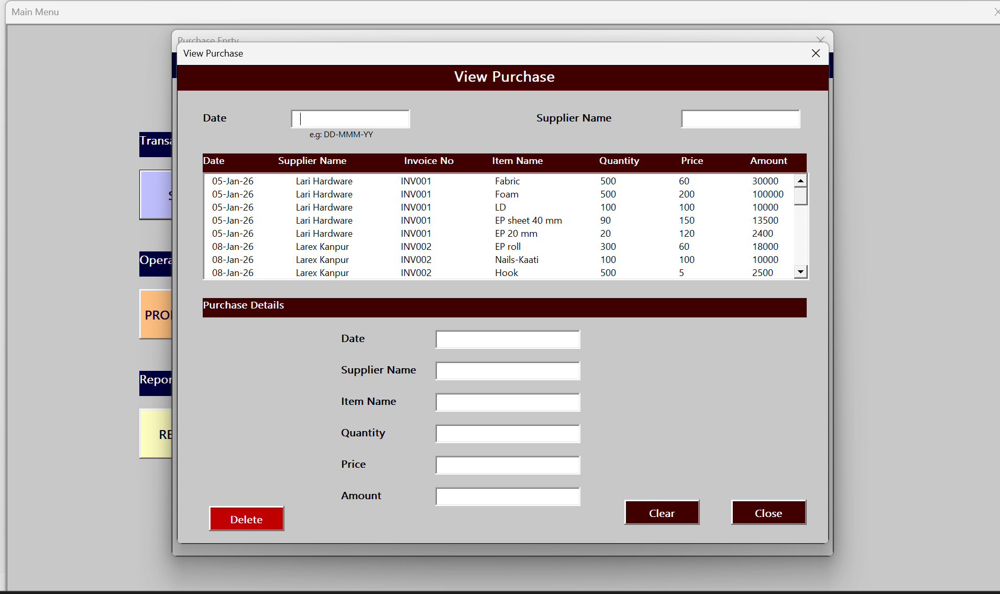 Main Menu
Purchase Enrty
View Purchase
View Purchase
Date
Supplier Name
e.g: DD-MMM-YY
Date Supplier Name Invoice No Item Name Quantity Price Amount
05-Jan-26 Lari Hardware INV001 Fabric 500 60 30000
05-Jan-26 Lari Hardware INV001 Foam 500 200 100000
05-Jan-26 Lari Hardware INV001 LD 100 100 10000
05-Jan-26 Lari Hardware INV001 EP sheet 40 mm 90 150 13500
05-Jan-26 Lari Hardware INV001 EP 20 mm 20 120 2400
08-Jan-26 Larex Kanpur INV002 EP roll 300 60 18000
08-Jan-26 Larex Kanpur INV002 Nails-Kaati 100 100 10000
08-Jan-26 Larex Kanpur INV002 Hook 500 5 2500
Purchase Details
Date
Supplier Name
Item Name
Quantity
Price
Amount
Delete
Clear
Close
Transa
S
Opera
PRO
Repor
RE